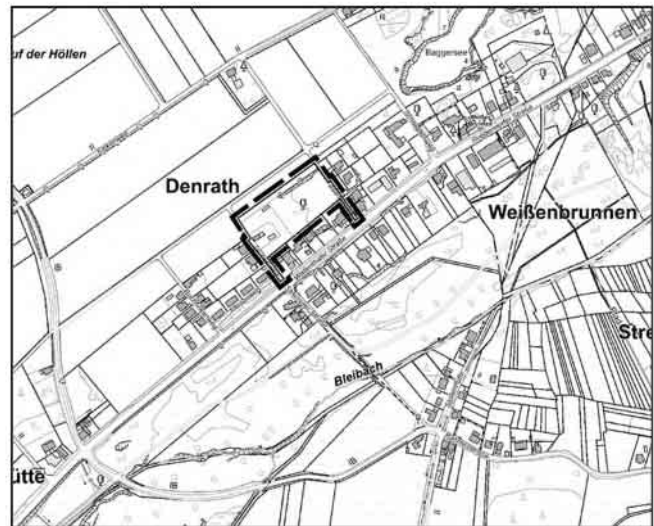 uf der Höllen
Baggersee
Denrath
Weißenbrunnen
Stre
Bleibach
ütte